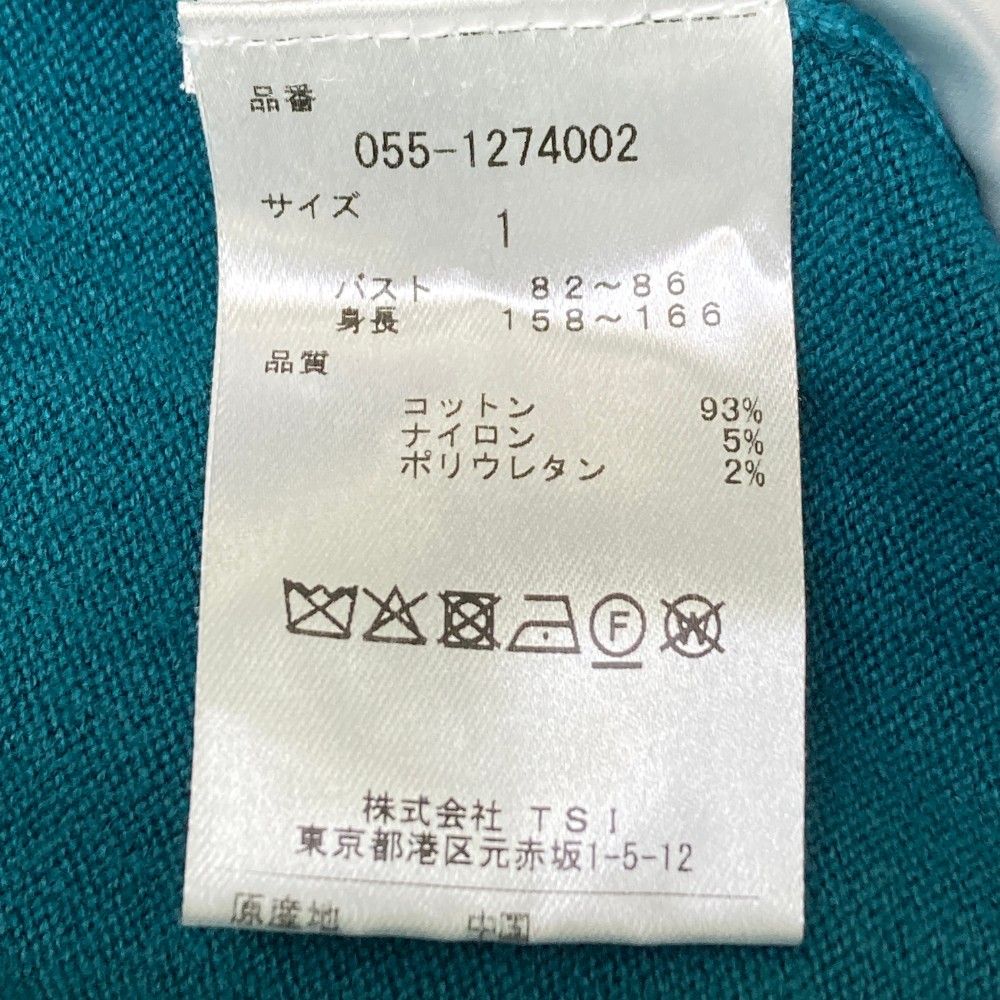 品番
055-1274002
サイズ
1
バスト 82～86
身長 158～166
品質
コットン 93%
ナイロン 5%
ポリウレタン 2%
F W
株式会社 TSI
東京都港区元赤坂1-5-12
原産地 中国